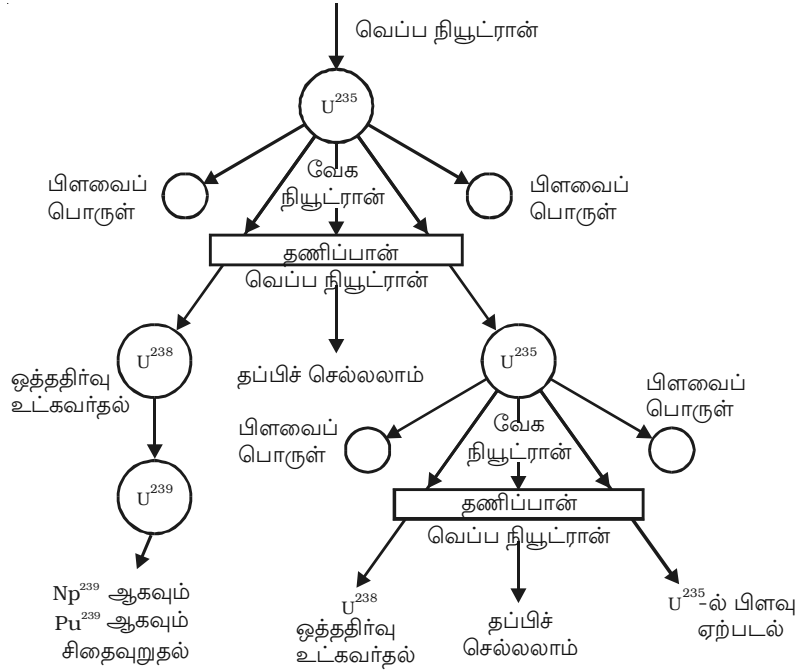 வெப்ப நியூட்ரான்
U²³⁵
வேக
நியூட்ரான்
பிளவைப்
பொருள்
பிளவைப்
பொருள்
தணிப்பான்
வெப்ப நியூட்ரான்
U²³⁸
ஒத்ததிர்வு
உட்கவர்தல்
தப்பிச் செல்லலாம்
U²³⁵
பிளவைப்
பொருள்
பிளவைப்
பொருள்
வேக
நியூட்ரான்
U²³⁹
தணிப்பான்
வெப்ப நியூட்ரான்
Np²³⁹ ஆகவும்
Pu²³⁹ ஆகவும்
சிதைவுறுதல்
U²³⁸
ஒத்ததிர்வு
உட்கவர்தல்
தப்பிச்
செல்லலாம்
U²³⁵-ல் பிளவு
ஏற்படல்